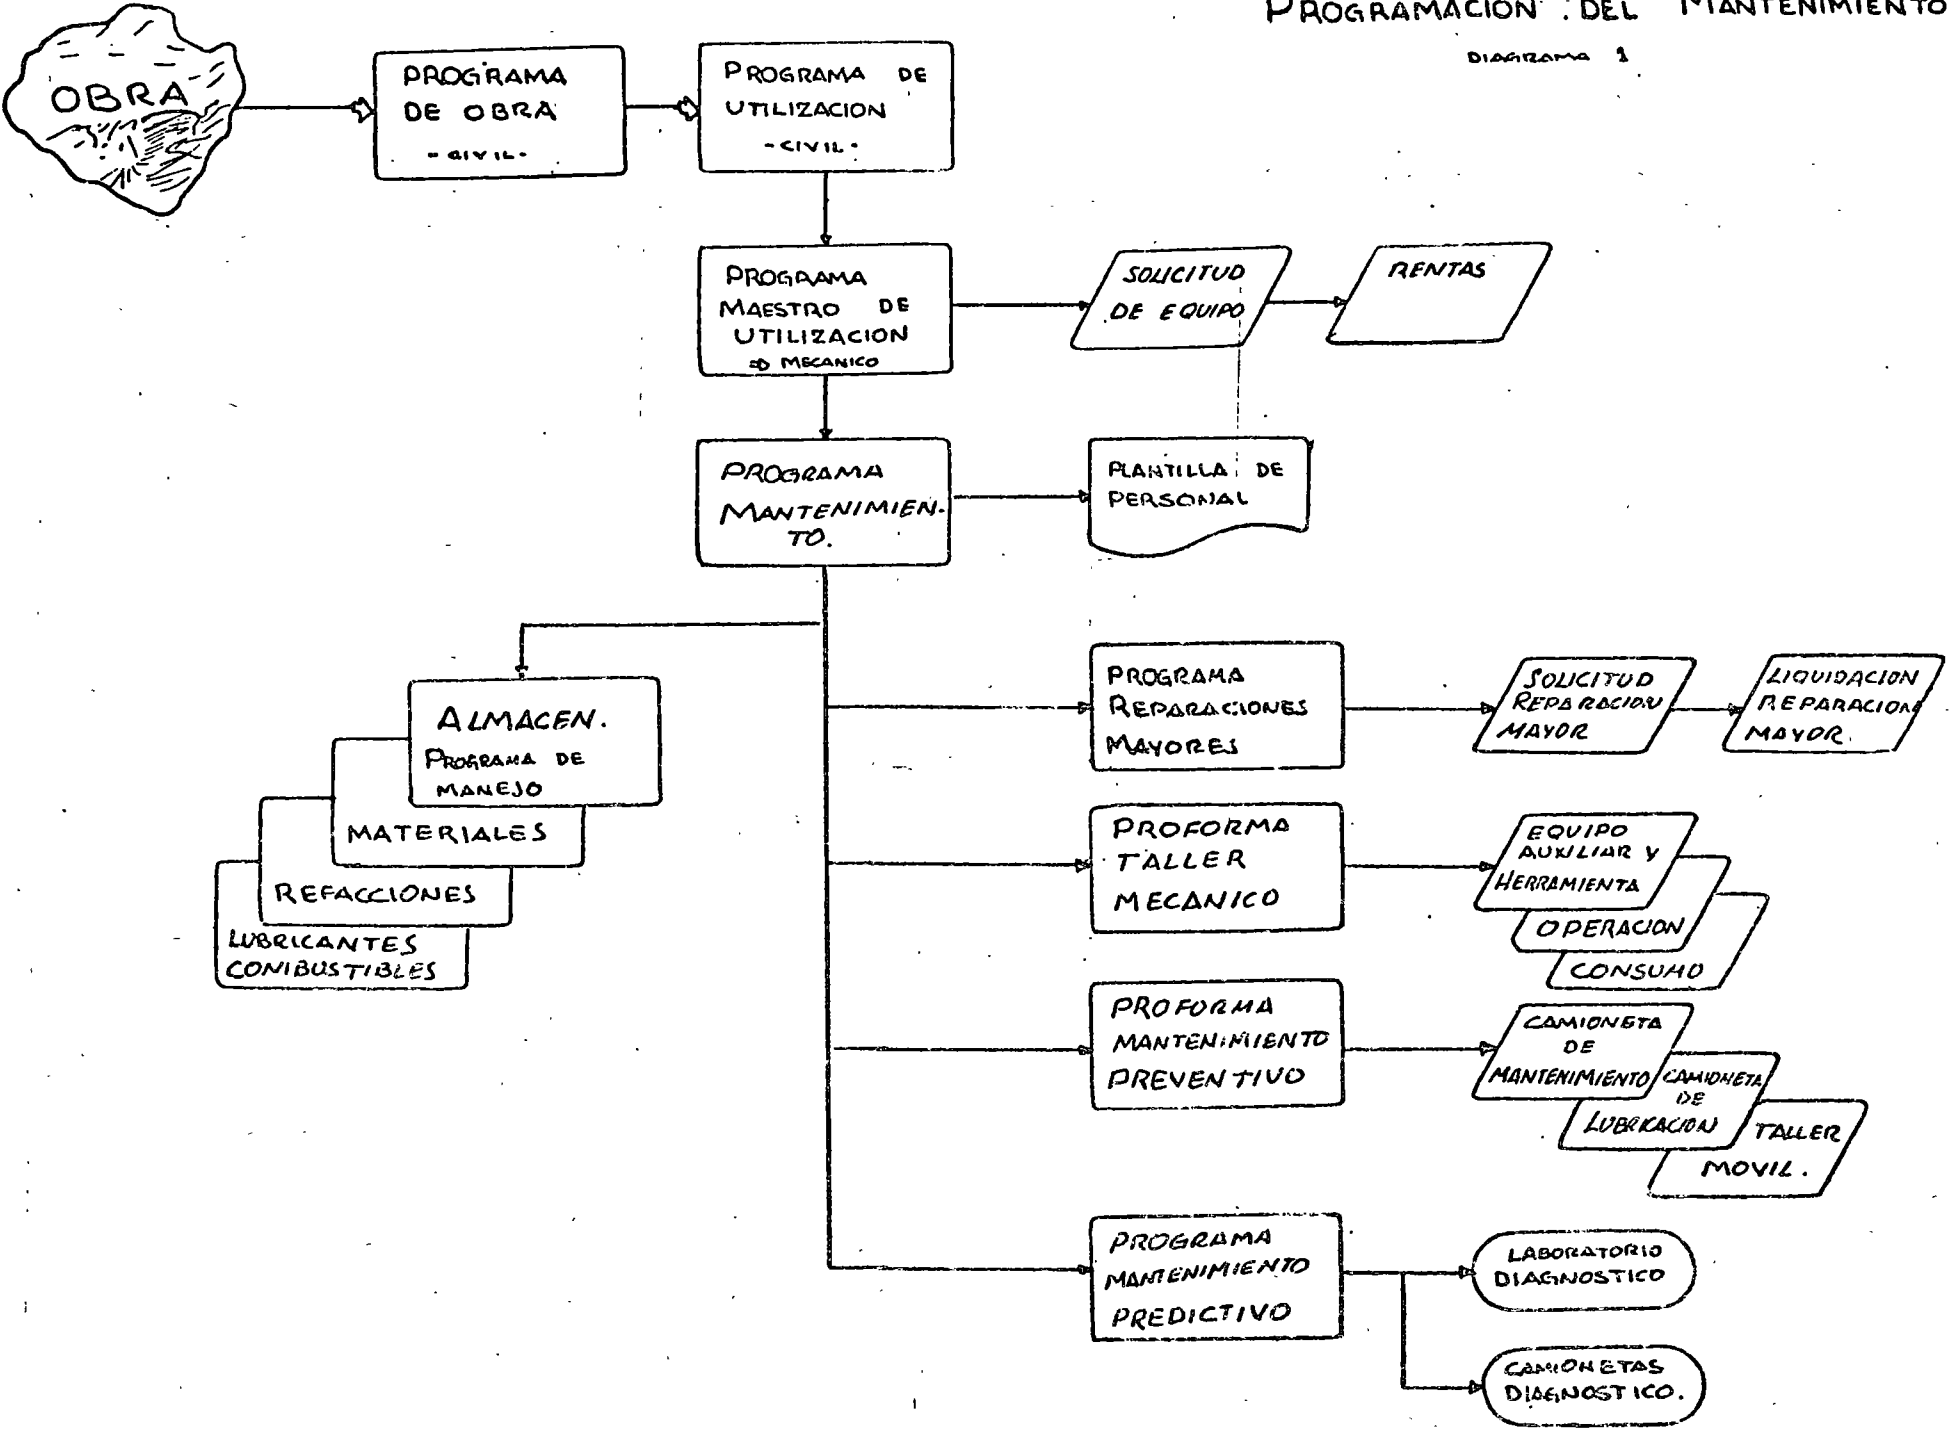 PROGRAMACION DEL MANTENIMIENTO
DIAGRAMA 1
OBRA
PROGRAMA
DE OBRA
- CIVIL -
PROGRAMA DE
UTILIZACION
- CIVIL -
PROGRAMA
MAESTRO DE
UTILIZACION
MECANICO
SOLICITUD
DE EQUIPO
RENTAS
PROGRAMA
MANTENIMIEN-
TO.
PLANTILLA DE
PERSONAL
ALMACEN.
PROGRAMA DE
MANEJO
MATERIALES
REFACCIONES
LUBRICANTES
COMBUSTIBLES
PROGRAMA
REPARACIONES
MAYORES
SOLICITUD
REPARACION
MAYOR
LIQUIDACION
REPARACION
MAYOR.
PROFORMA
TALLER
MECANICO
EQUIPO
AUXILIAR Y
HERRAMIENTA
OPERACION
CONSUMO
PROFORMA
MANTENIMIENTO
PREVENTIVO
CAMIONETA
DE
MANTENIMIENTO
CAMIONETA
DE
LUBRICACION
TALLER
MOVIL.
PROGRAMA
MANTENIMIENTO
PREDICTIVO
LABORATORIO
DIAGNOSTICO
CAMIONETAS
DIAGNOSTICO.